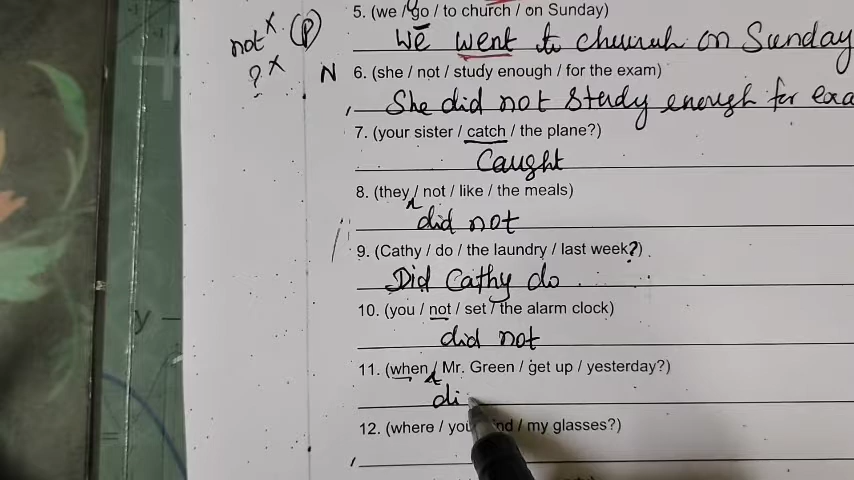 5. (we / go / to church / on Sunday)
not x (P)
We went to church on Sunday
? x
N 6. (she / not / study enough / for the exam)
She did not study enough for exa
7. (your sister / catch / the plane?)
Caught
8. (they / not / like / the meals)
did not
9. (Cathy / do / the laundry / last week?)
Did Cathy do
10. (you / not / set / the alarm clock)
did not
11. (when / Mr. Green / get up / yesterday?)
di
12. (where / you / find / my glasses?)
y